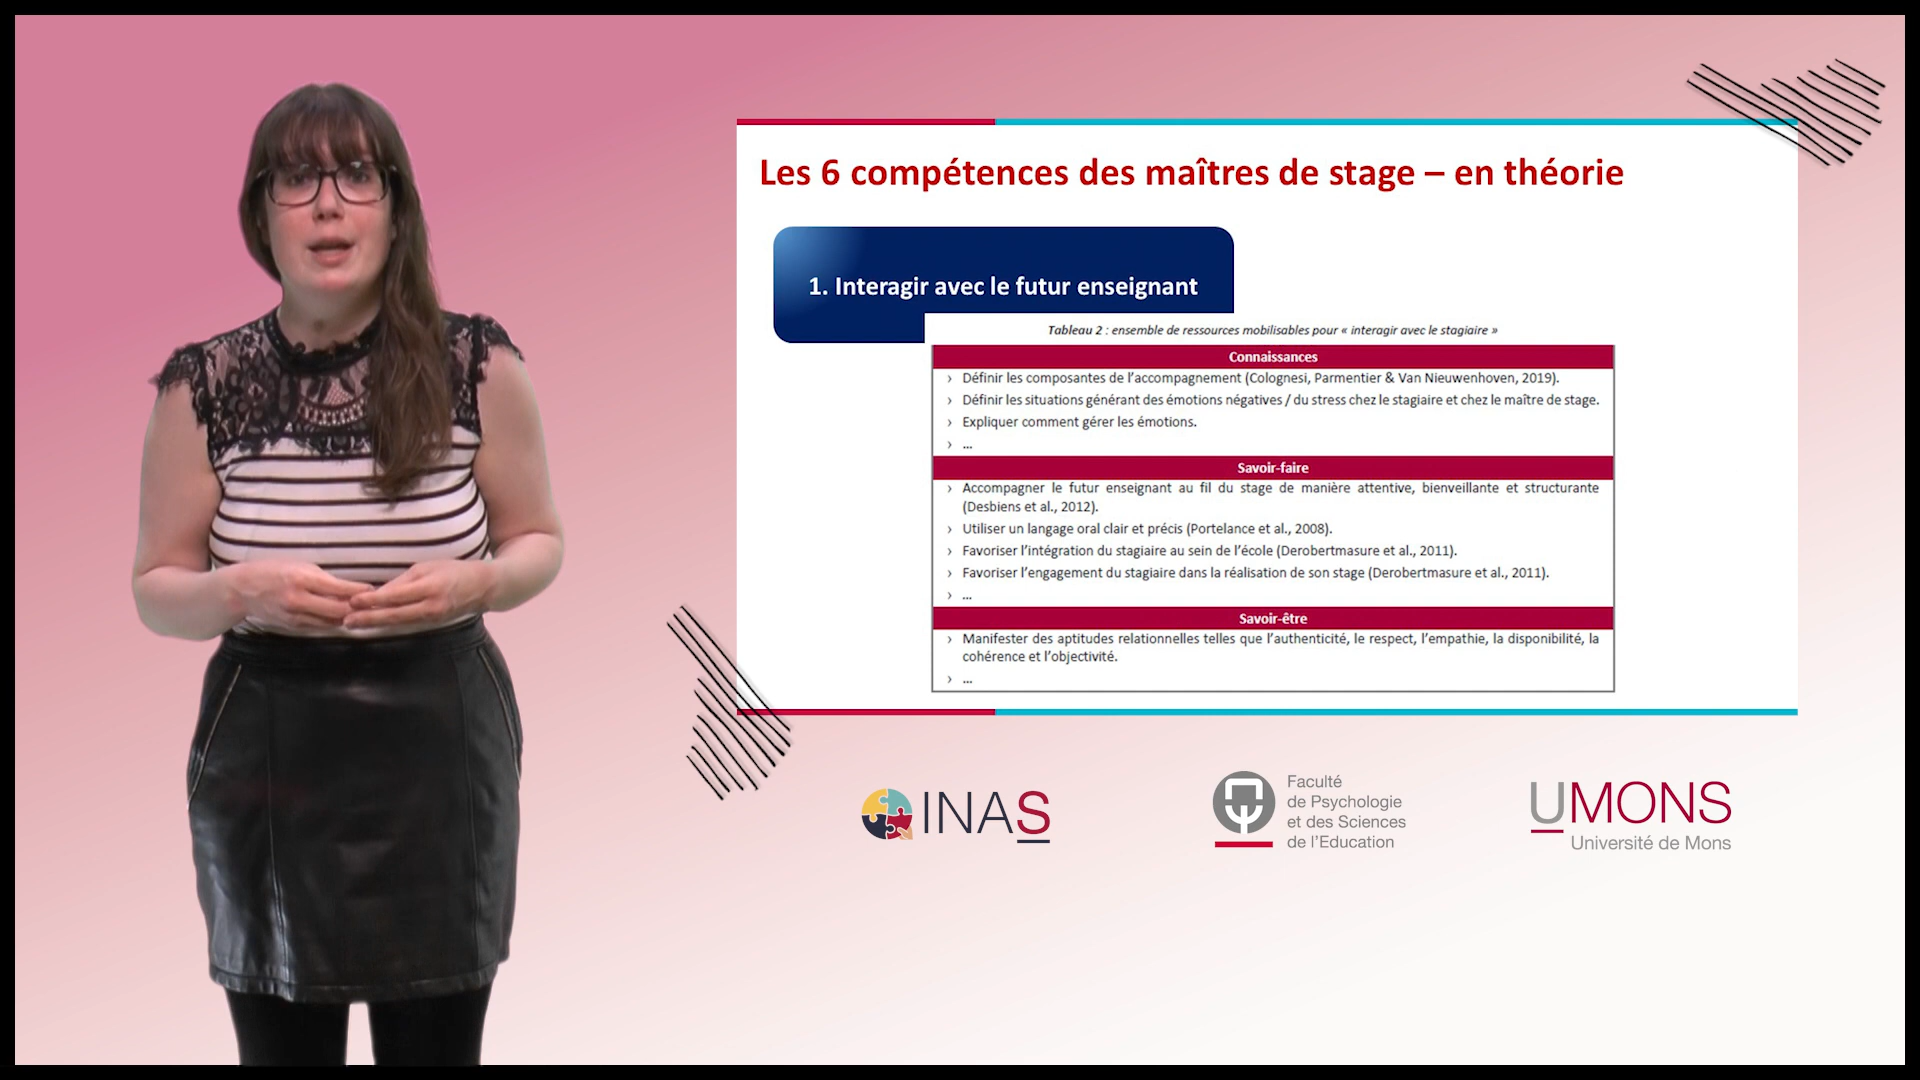 Les 6 compétences des maîtres de stage – en théorie
1. Interagir avec le futur enseignant
Tableau 2 : ensemble de ressources mobilisables pour « interagir avec le stagiaire »
Connaissances
› Définir les composantes de l'accompagnement (Colognesi, Parmentier & Van Nieuwenhoven, 2019).
› Définir les situations générant des émotions négatives / du stress chez le stagiaire et chez le maître de stage.
› Expliquer comment gérer les émotions.
› ...
Savoir-faire
› Accompagner le futur enseignant au fil du stage de manière attentive, bienveillante et structurante
(Desbiens et al., 2012).
› Utiliser un langage oral clair et précis (Portelance et al., 2008).
› Favoriser l'intégration du stagiaire au sein de l'école (Derobertmasure et al., 2011).
› Favoriser l'engagement du stagiaire dans la réalisation de son stage (Derobertmasure et al., 2011).
› ...
Savoir-être
› Manifester des aptitudes relationnelles telles que l'authenticité, le respect, l'empathie, la disponibilité, la
cohérence et l'objectivité.
› ...
INAS
Faculté
de Psychologie
et des Sciences
de l'Education
UMONS
Université de Mons